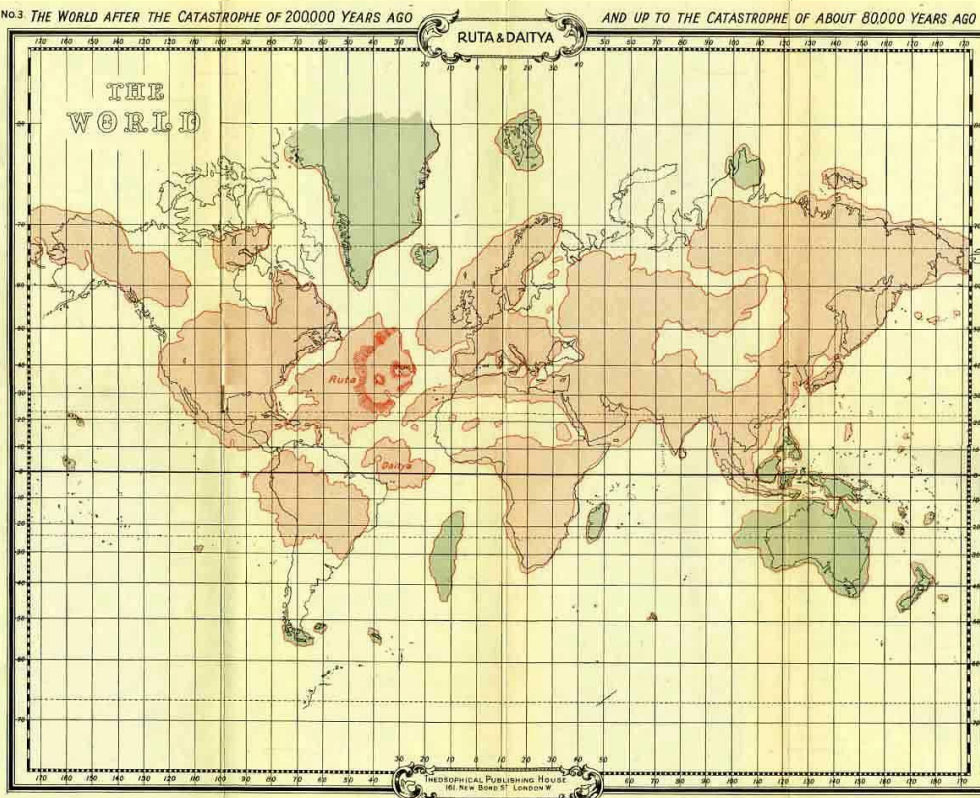 No. 3 THE WORLD AFTER THE CATASTROPHE OF 200,000 YEARS AGO
RUTA & DAITYA
AND UP TO THE CATASTROPHE OF ABOUT 80,000 YEARS AGO
THE
WORLD
Ruta
Daitya
THEOSOPHICAL PUBLISHING HOUSE
161, NEW BOND ST LONDON W